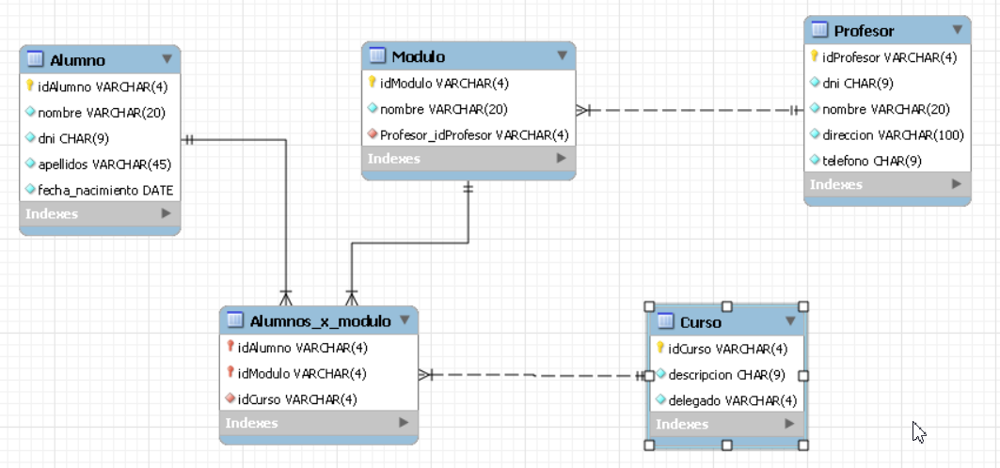 Alumno
idAlumno VARCHAR(4)
nombre VARCHAR(20)
dni CHAR(9)
apellidos VARCHAR(45)
fecha_nacimiento DATE
Indexes
Modulo
idModulo VARCHAR(4)
nombre VARCHAR(20)
Profesor_idProfesor VARCHAR(4)
Indexes
Profesor
idProfesor VARCHAR(4)
dni CHAR(9)
nombre VARCHAR(20)
direccion VARCHAR(100)
telefono CHAR(9)
Indexes
Alumnos_x_modulo
idAlumno VARCHAR(4)
idModulo VARCHAR(4)
idCurso VARCHAR(4)
Indexes
Curso
idCurso VARCHAR(4)
descripcion CHAR(9)
delegado VARCHAR(4)
Indexes